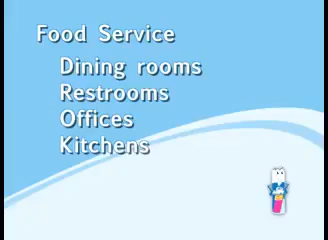 Food Service
Dining rooms
Restrooms
Offices
Kitchens